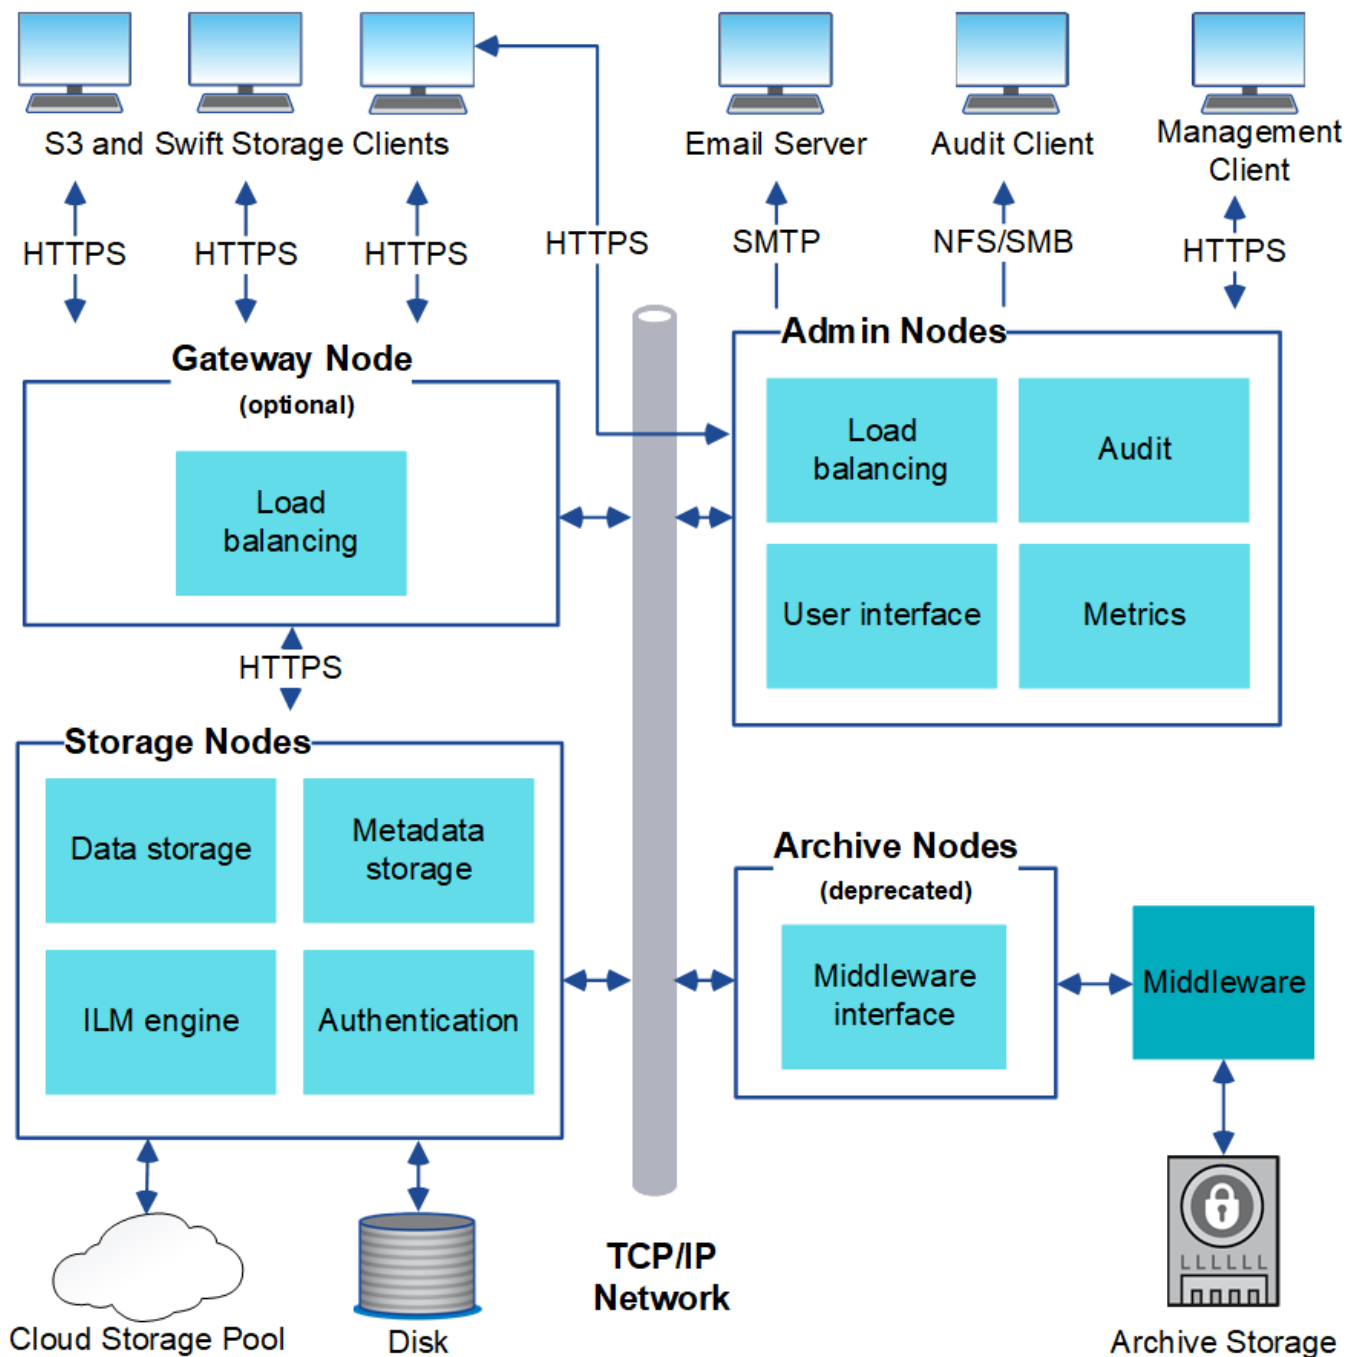 S3 and Swift Storage Clients
Email Server
Audit Client
Management
Client
HTTPS
HTTPS
HTTPS
HTTPS
SMTP
NFS/SMB
HTTPS
Gateway Node
(optional)
Load
balancing
Admin Nodes
Load
balancing
Audit
User interface
Metrics
HTTPS
Storage Nodes
Data storage
Metadata
storage
ILM engine
Authentication
Archive Nodes
(deprecated)
Middleware
interface
Middleware
Cloud Storage Pool
Disk
TCP/IP
Network
LLLLLL
Archive Storage